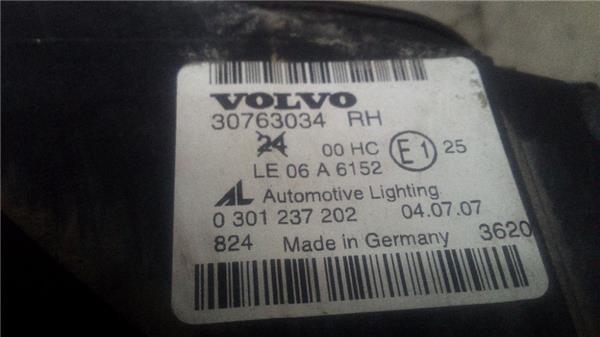 VOLVO
30763034 RH
24 00 HC E1 25
LE 06 A 6152
AL Automotive Lighting
0 301 237 202 04.07.07
824 Made in Germany 3620